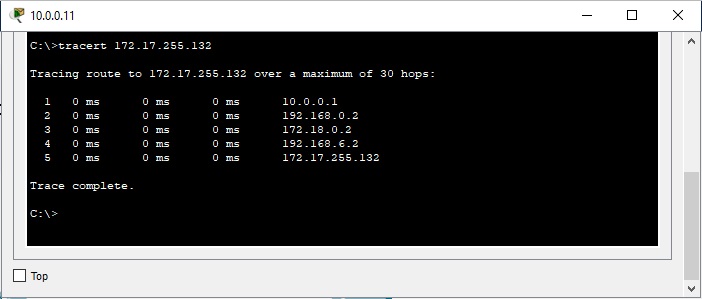 10.0.0.11
C:\>tracert 172.17.255.132
Tracing route to 172.17.255.132 over a maximum of 30 hops:
1 0 ms 0 ms 0 ms 10.0.0.1
2 0 ms 0 ms 0 ms 192.168.0.2
3 0 ms 0 ms 0 ms 172.18.0.2
4 0 ms 0 ms 0 ms 192.168.6.2
5 0 ms 0 ms 0 ms 172.17.255.132
Trace complete.
C:\>
Top